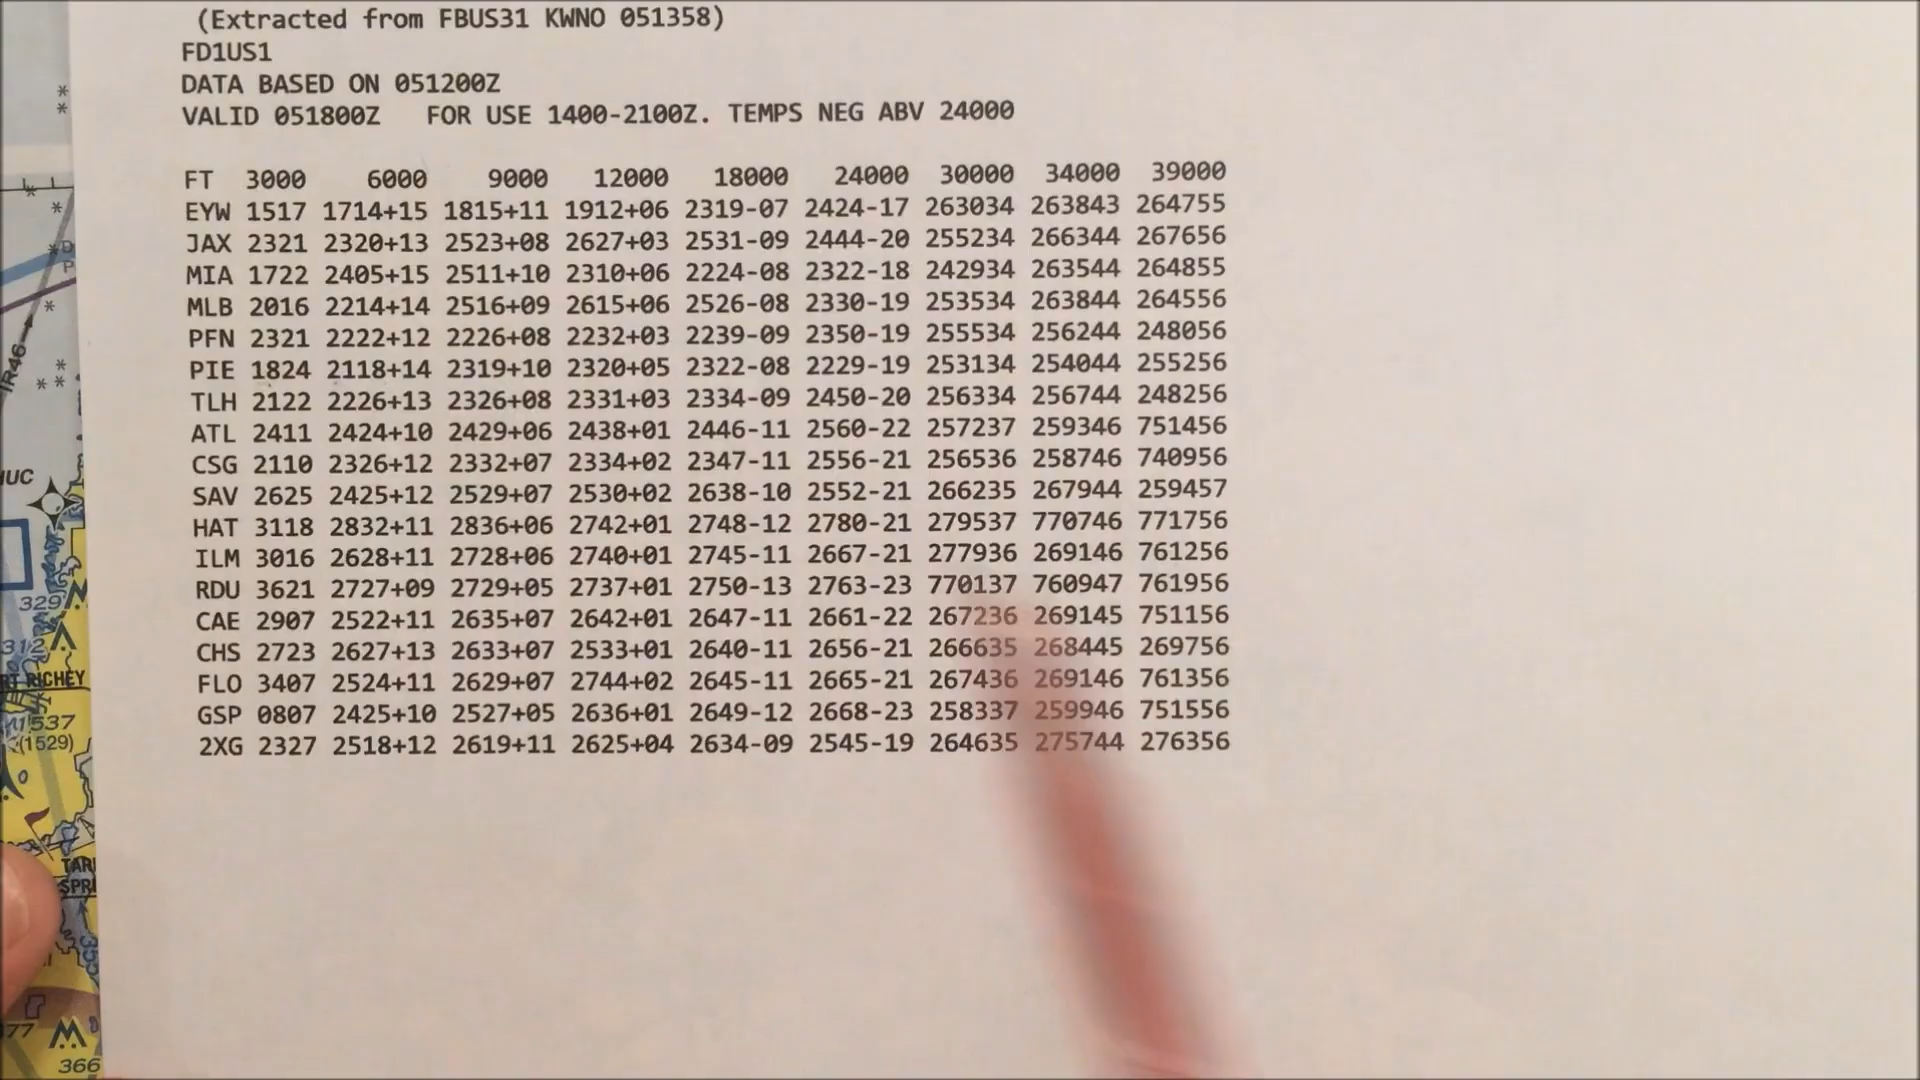 (Extracted from FBUS31 KWNO 051358)
FD1US1
DATA BASED ON 051200Z
VALID 051800Z FOR USE 1400-2100Z. TEMPS NEG ABV 24000
FT 3000 6000 9000 12000 18000 24000 30000 34000 39000
EYW 1517 1714+15 1815+11 1912+06 2319-07 2424-17 263034 263843 264755
JAX 2321 2320+13 2523+08 2627+03 2531-09 2444-20 255234 266344 267656
MIA 1722 2405+15 2511+10 2310+06 2224-08 2322-18 242934 263544 264855
MLB 2016 2214+14 2516+09 2615+06 2526-08 2330-19 253534 263844 264556
PFN 2321 2222+12 2226+08 2232+03 2239-09 2350-19 255534 256244 248056
PIE 1824 2118+14 2319+10 2320+05 2322-08 2229-19 253134 254044 255256
TLH 2122 2226+13 2326+08 2331+03 2334-09 2450-20 256334 256744 248256
ATL 2411 2424+10 2429+06 2438+01 2446-11 2560-22 257237 259346 751456
CSG 2110 2326+12 2332+07 2334+02 2347-11 2556-21 256536 258746 740956
SAV 2625 2425+12 2529+07 2530+02 2638-10 2552-21 266235 267944 259457
HAT 3118 2832+11 2836+06 2742+01 2748-12 2780-21 279537 770746 771756
ILM 3016 2628+11 2728+06 2740+01 2745-11 2667-21 277936 269146 761256
RDU 3621 2727+09 2729+05 2737+01 2750-13 2763-23 770137 760947 761956
CAE 2907 2522+11 2635+07 2642+01 2647-11 2661-22 267236 269145 751156
CHS 2723 2627+13 2633+07 2533+01 2640-11 2656-21 266635 268445 269756
FLO 3407 2524+11 2629+07 2744+02 2645-11 2665-21 267436 269146 761356
GSP 0807 2425+10 2527+05 2636+01 2649-12 2668-23 258337 259946 751556
2XG 2327 2518+12 2619+11 2625+04 2634-09 2545-19 264635 275744 276356
IR46
329
312
RICHEY
1537
(1529)
366